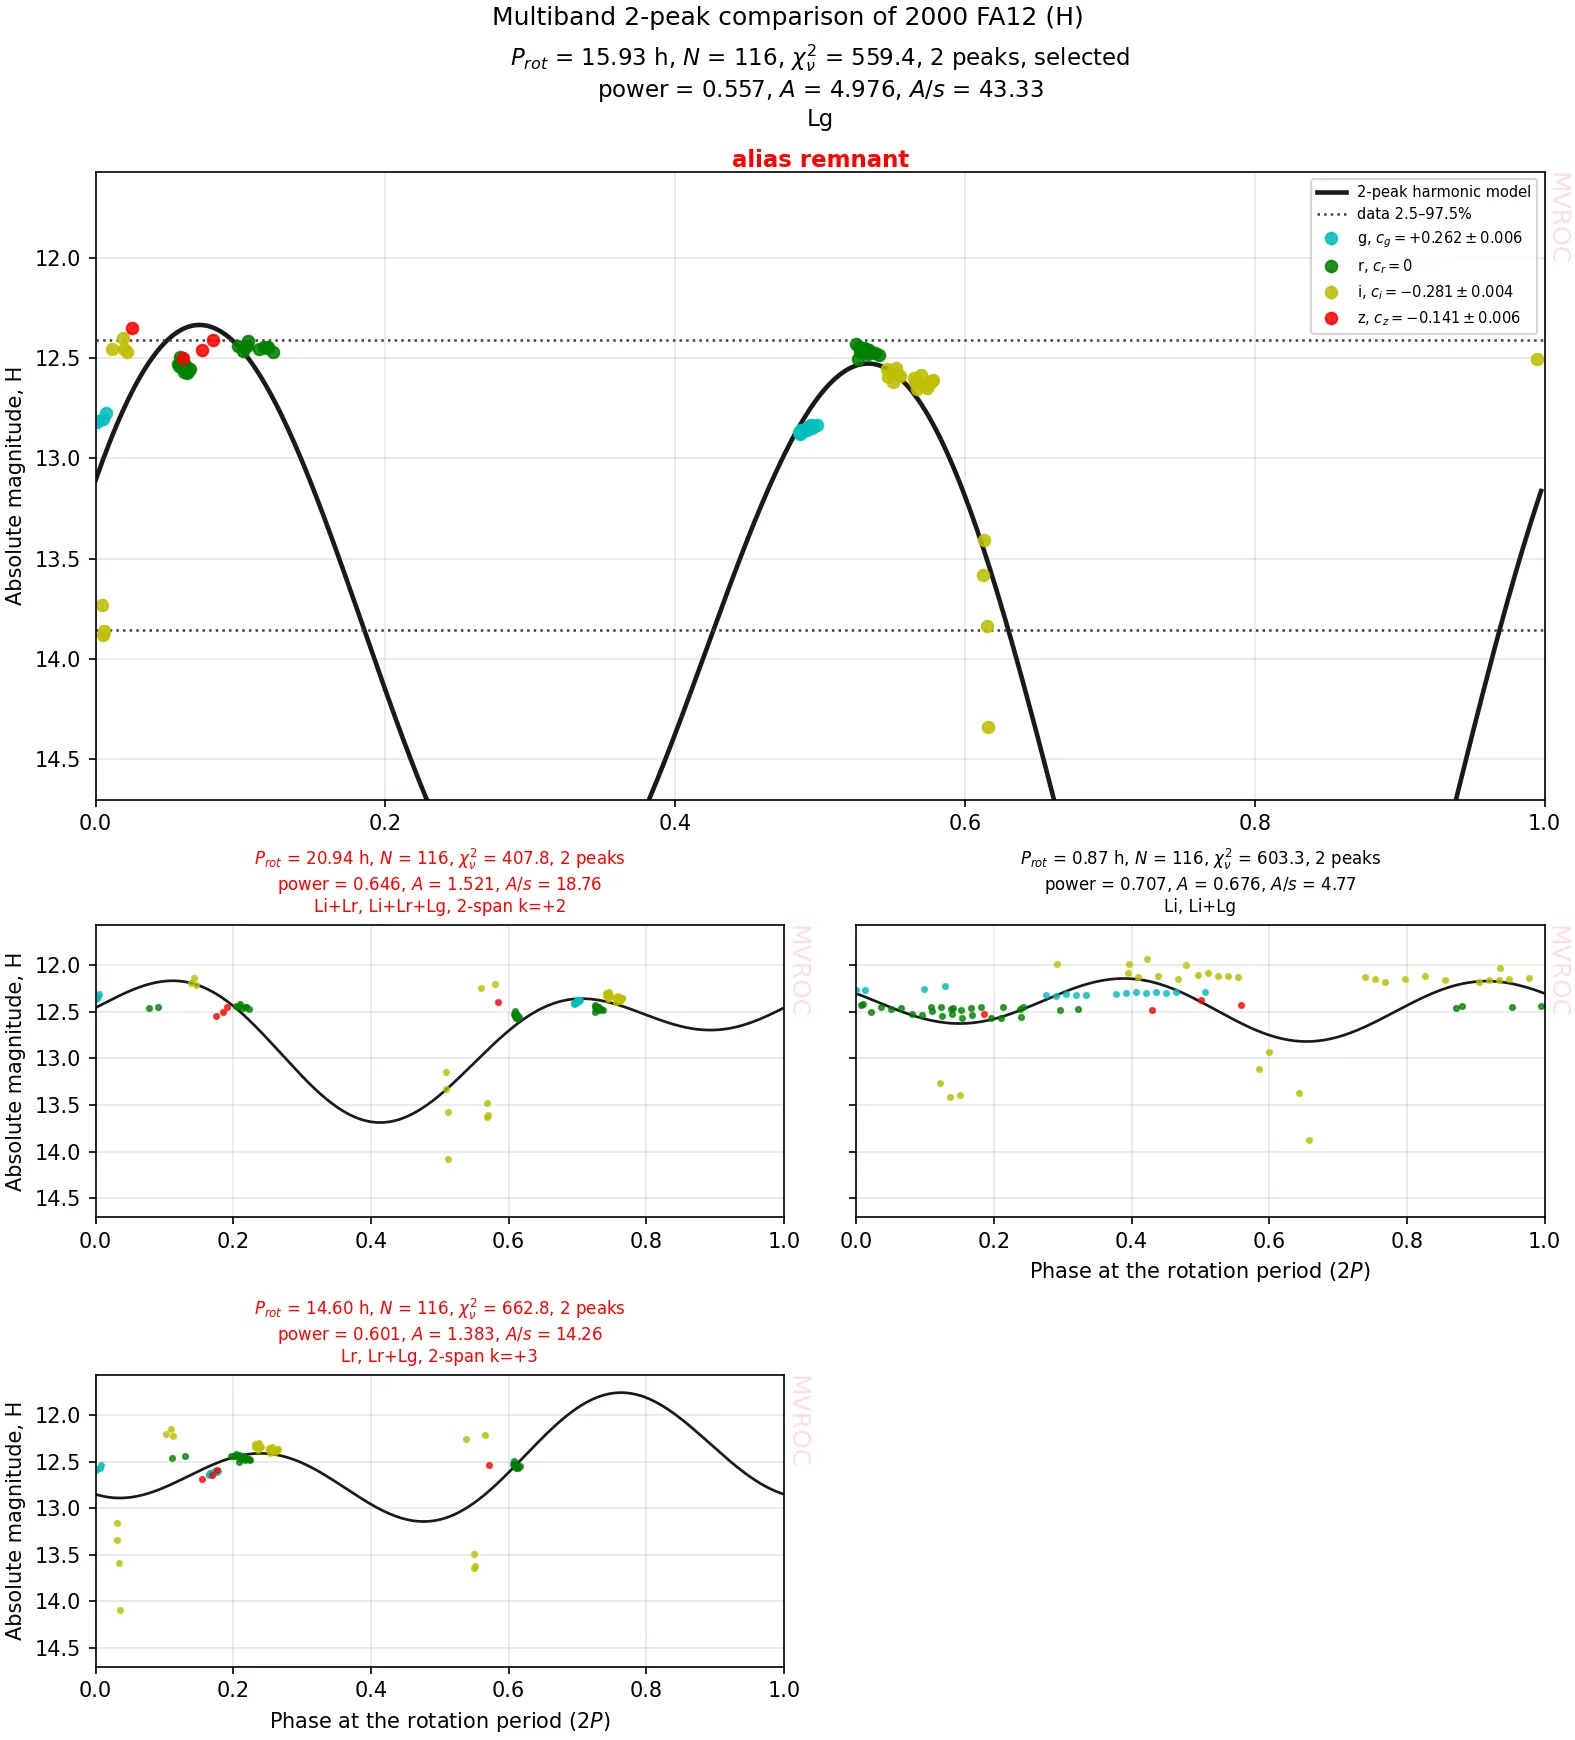 Multiband 2-peak comparison of 2000 FA12 (H)
P_rot = 15.93 h, N = 116, χ²_ν = 559.4, 2 peaks, selected
power = 0.557, A = 4.976, A/s = 43.33
Lg
alias remnant
2-peak harmonic model
data 2.5–97.5%
g, c_g = +0.262 ± 0.006
r, c_r = 0
i, c_i = −0.281 ± 0.004
z, c_z = −0.141 ± 0.006
MVROC
Absolute magnitude, H
12.0
12.5
13.0
13.5
14.0
14.5
0.0 0.2 0.4 0.6 0.8 1.0
P_rot = 20.94 h, N = 116, χ²_ν = 407.8, 2 peaks
power = 0.646, A = 1.521, A/s = 18.76
Li+Lr, Li+Lr+Lg, 2-span k=+2
MVROC
Absolute magnitude, H
12.0
12.5
13.0
13.5
14.0
14.5
0.0 0.2 0.4 0.6 0.8 1.0
P_rot = 0.87 h, N = 116, χ²_ν = 603.3, 2 peaks
power = 0.707, A = 0.676, A/s = 4.77
Li, Li+Lg
MVROC
0.0 0.2 0.4 0.6 0.8 1.0
Phase at the rotation period (2P)
P_rot = 14.60 h, N = 116, χ²_ν = 662.8, 2 peaks
power = 0.601, A = 1.383, A/s = 14.26
Lr, Lr+Lg, 2-span k=+3
MVROC
Absolute magnitude, H
12.0
12.5
13.0
13.5
14.0
14.5
0.0 0.2 0.4 0.6 0.8 1.0
Phase at the rotation period (2P)